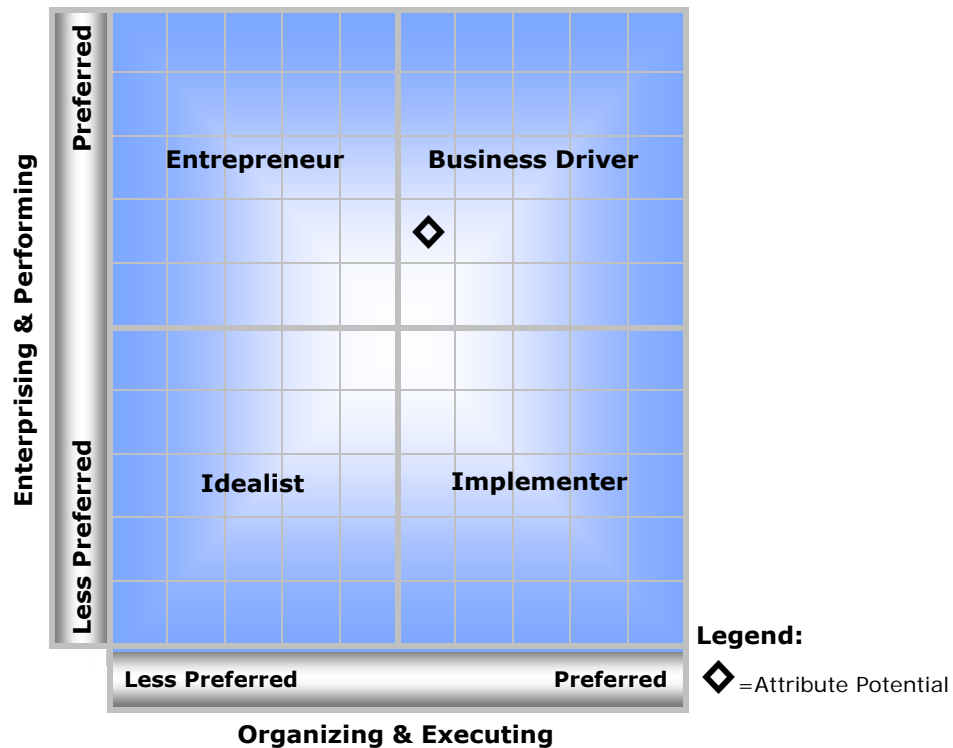 Enterprising & Performing
Preferred
Less Preferred
Entrepreneur
Business Driver
Idealist
Implementer
Less Preferred
Preferred
Organizing & Executing
Legend:
=Attribute Potential